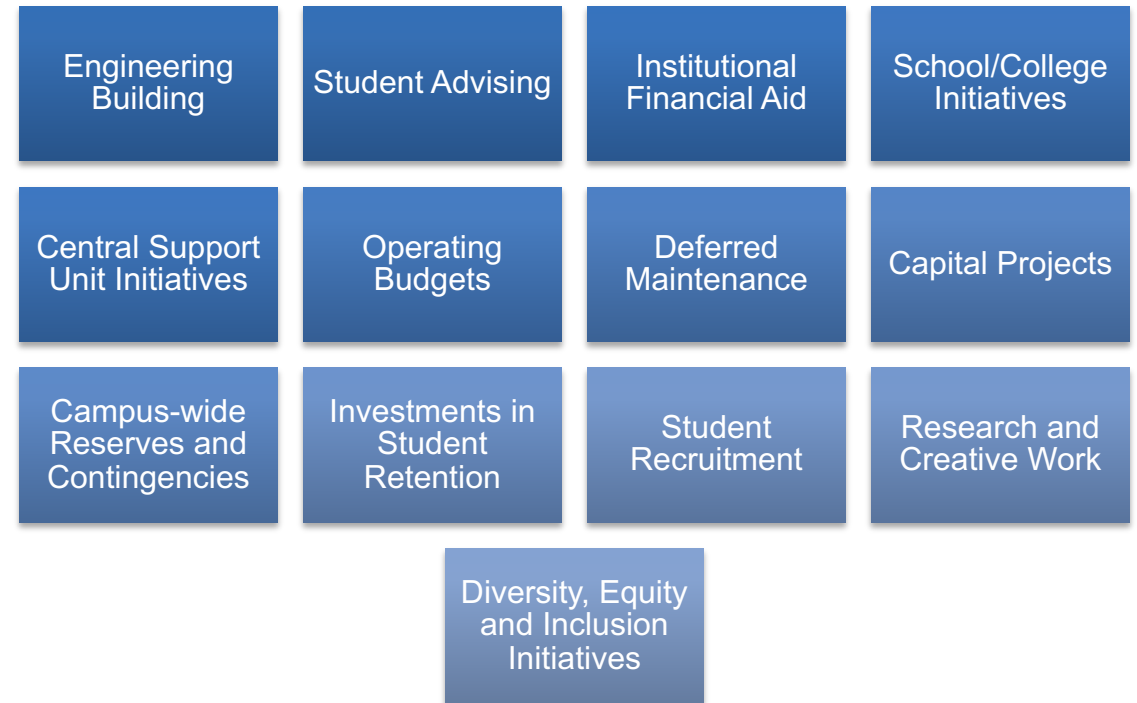 Engineering
Building
Student Advising
Institutional
Financial Aid
School/College
Initiatives
Central Support
Unit Initiatives
Operating
Budgets
Deferred
Maintenance
Capital Projects
Campus-wide
Reserves and
Contingencies
Investments in
Student
Retention
Student
Recruitment
Research and
Creative Work
Diversity, Equity
and Inclusion
Initiatives